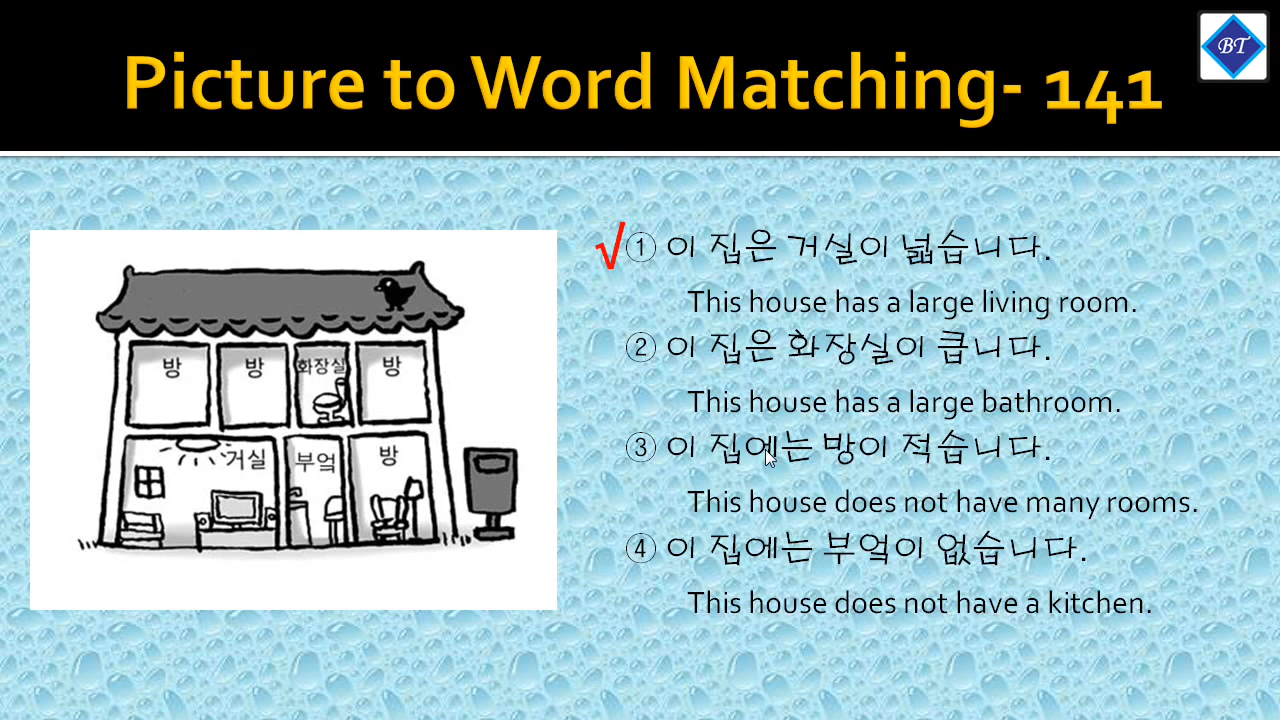 Picture to Word Matching- 141
BT
방 방 화장실 방
거실 부엌 방
√① 이 집은 거실이 넓습니다.
This house has a large living room.
② 이 집은 화장실이 큽니다.
This house has a large bathroom.
③ 이 집에는 방이 적습니다.
This house does not have many rooms.
④ 이 집에는 부엌이 없습니다.
This house does not have a kitchen.